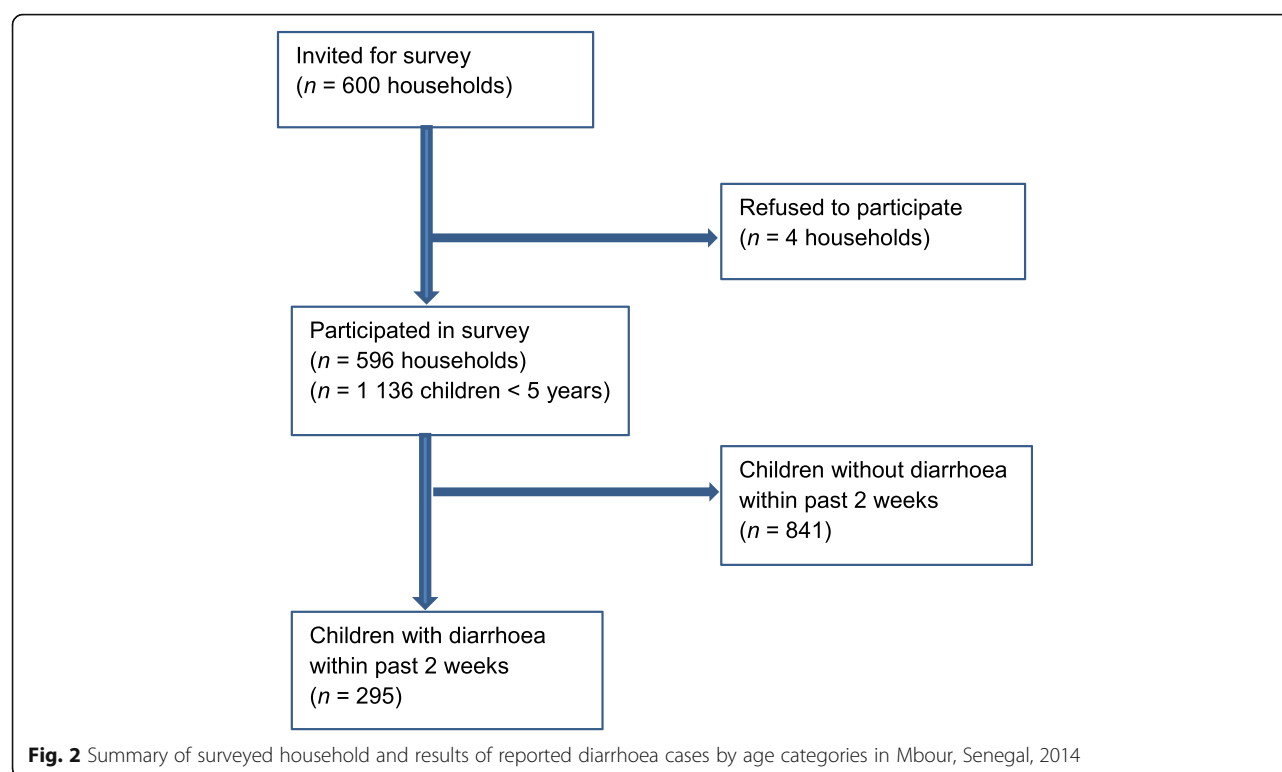 Invited for survey
(n = 600 households)
Refused to participate
(n = 4 households)
Participated in survey
(n = 596 households)
(n = 1 136 children < 5 years)
Children without diarrhoea
within past 2 weeks
(n = 841)
Children with diarrhoea
within past 2 weeks
(n = 295)
Fig. 2 Summary of surveyed household and results of reported diarrhoea cases by age categories in Mbour, Senegal, 2014